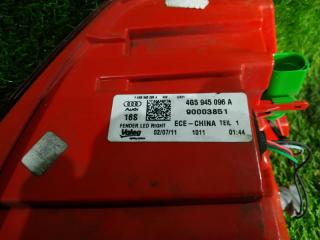 4G5 945 096 A
Audi
90003851
16S
FENDER LED RIGHT
ECE-CHINA TEIL 1
Valeo
02/07/11 1011 01:44